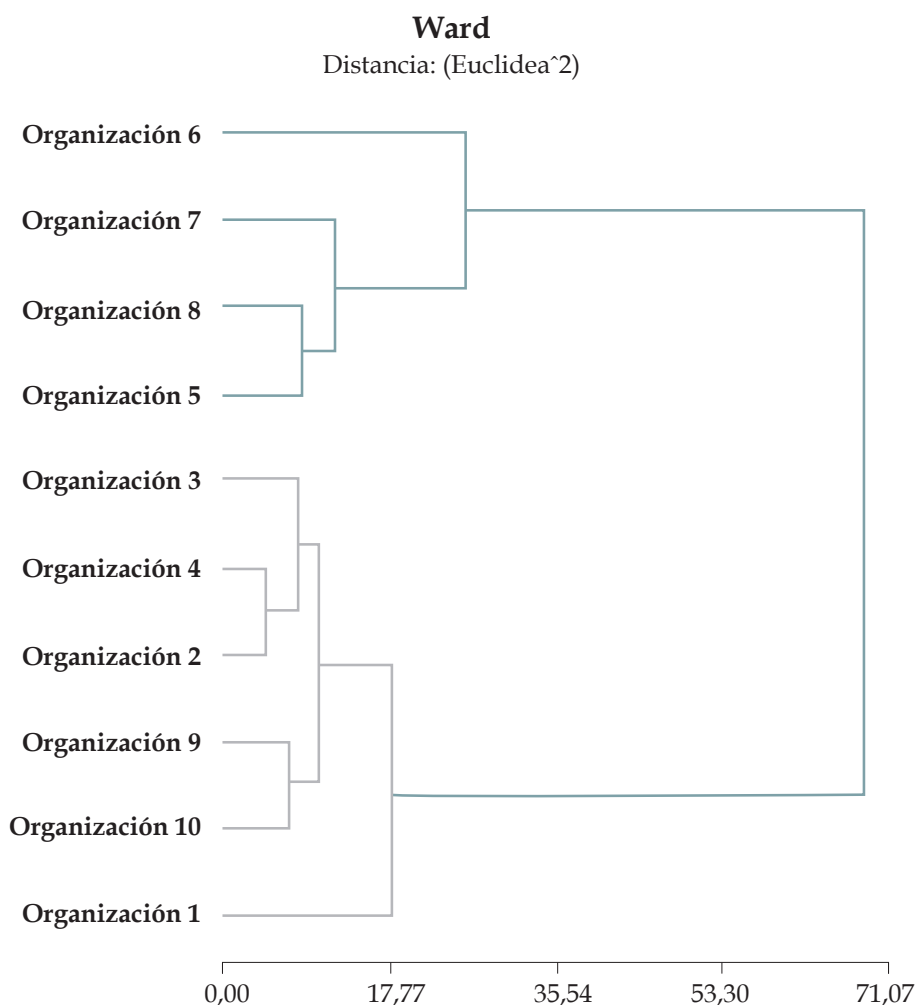 Ward
Distancia: (Euclidea^2)
Organización 6
Organización 7
Organización 8
Organización 5
Organización 3
Organización 4
Organización 2
Organización 9
Organización 10
Organización 1
0,00 17,77 35,54 53,30 71,07